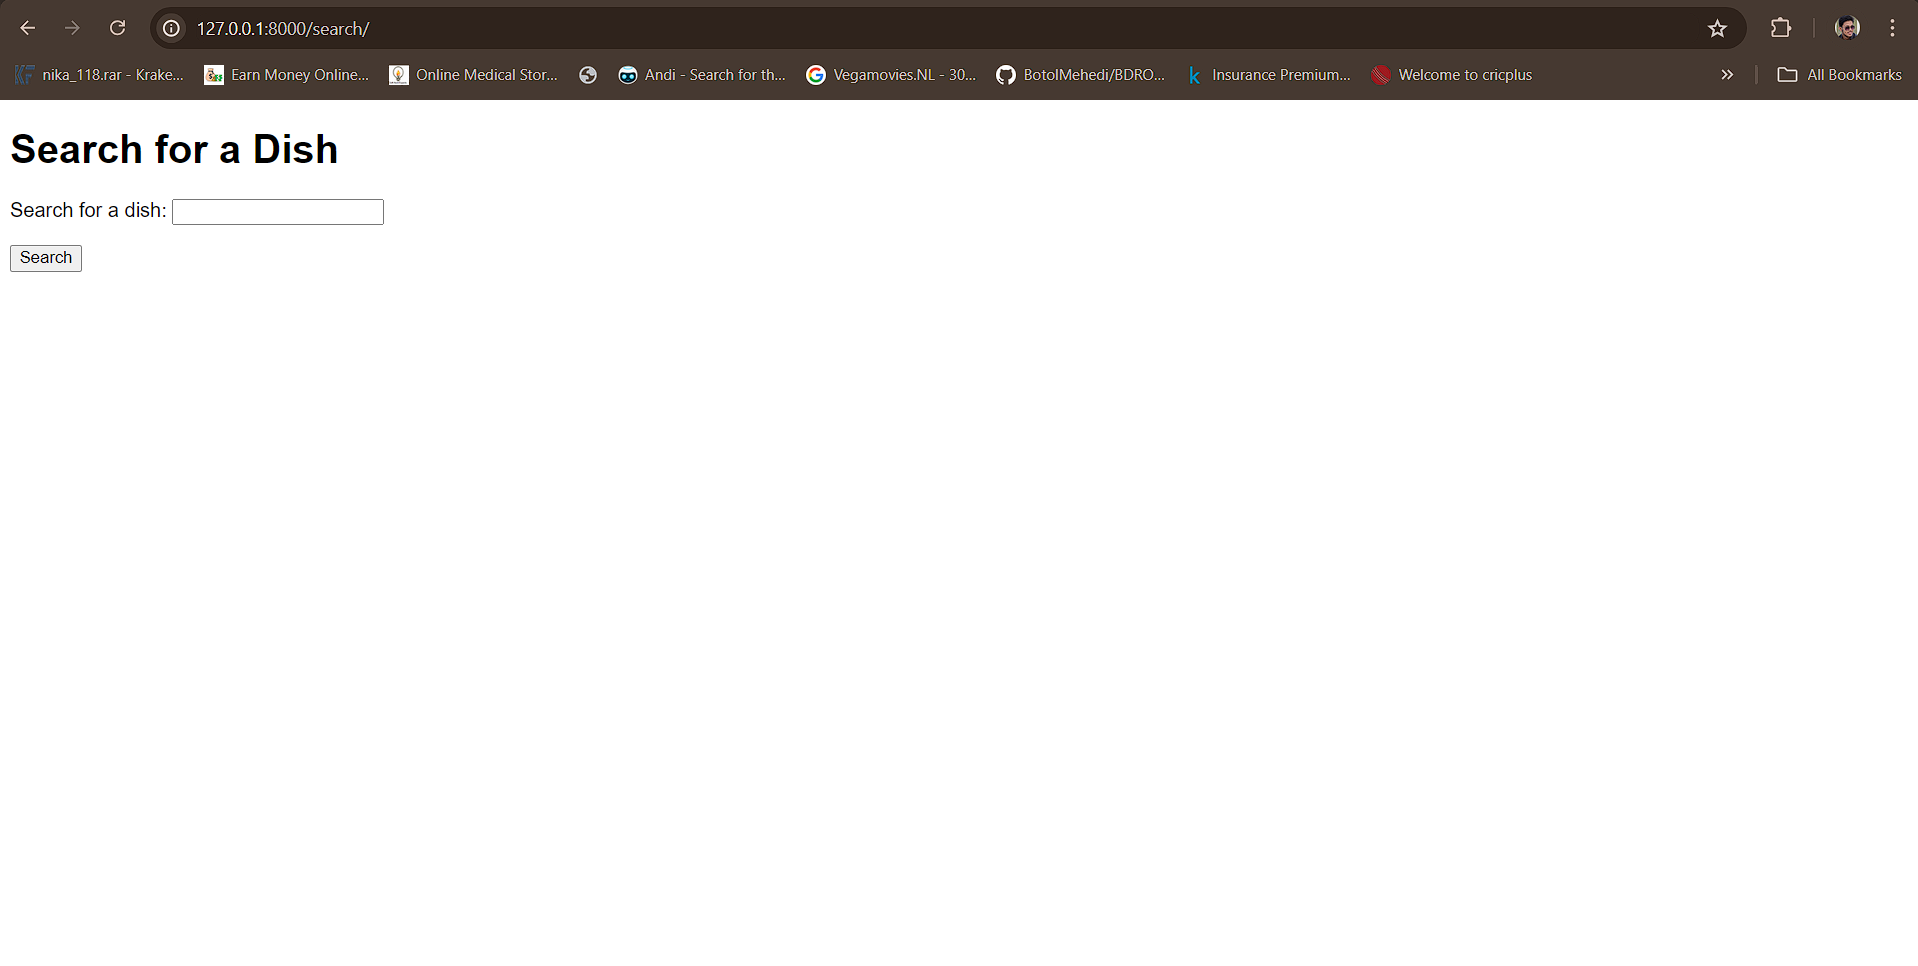 127.0.0.1:8000/search/
nika_118.rar - Krake... Earn Money Online... Online Medical Stor... Andi - Search for th... Vegamovies.NL - 30... BotolMehedi/BDRO... Insurance Premium... Welcome to cricplus » All Bookmarks
Search for a Dish
Search for a dish:
Search